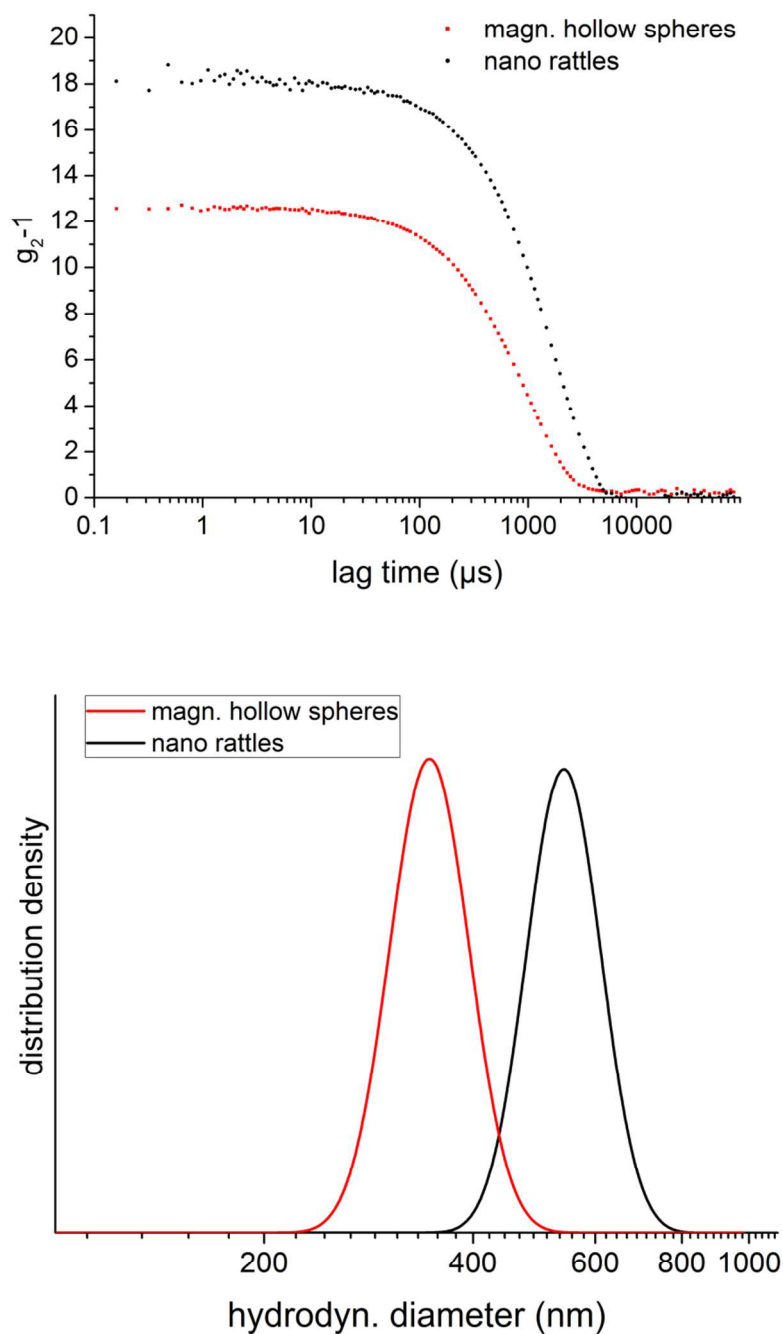 magn. hollow spheres
nano rattles
20
18
16
14
12
10
8
6
4
2
0
g₂-1
0.1 1 10 100 1000 10000
lag time (µs)
magn. hollow spheres
nano rattles
distribution density
200 400 600 800 1000
hydrodyn. diameter (nm)